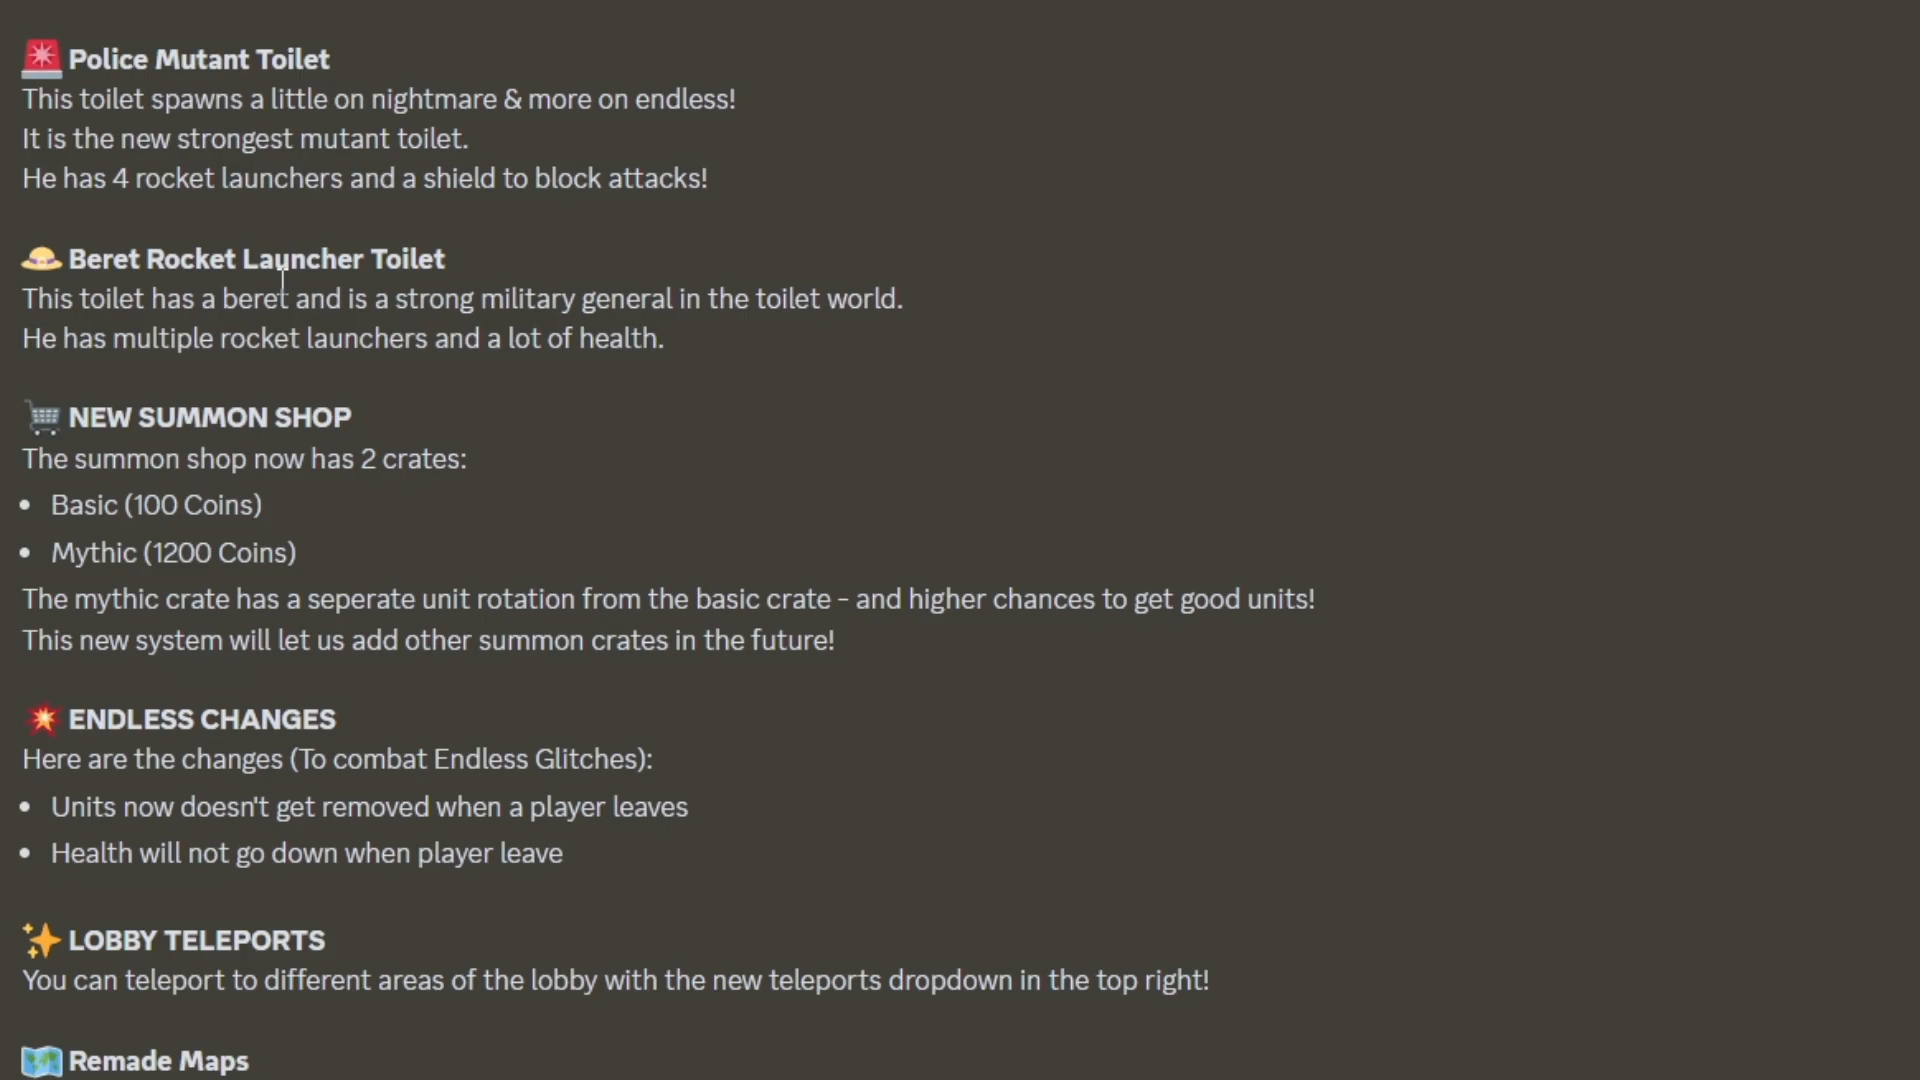 Police Mutant Toilet
This toilet spawns a little on nightmare & more on endless!
It is the new strongest mutant toilet.
He has 4 rocket launchers and a shield to block attacks!
Beret Rocket Launcher Toilet
This toilet has a beret and is a strong military general in the toilet world.
He has multiple rocket launchers and a lot of health.
NEW SUMMON SHOP
The summon shop now has 2 crates:
• Basic (100 Coins)
• Mythic (1200 Coins)
The mythic crate has a seperate unit rotation from the basic crate - and higher chances to get good units!
This new system will let us add other summon crates in the future!
ENDLESS CHANGES
Here are the changes (To combat Endless Glitches):
• Units now doesn't get removed when a player leaves
• Health will not go down when player leave
LOBBY TELEPORTS
You can teleport to different areas of the lobby with the new teleports dropdown in the top right!
Remade Maps